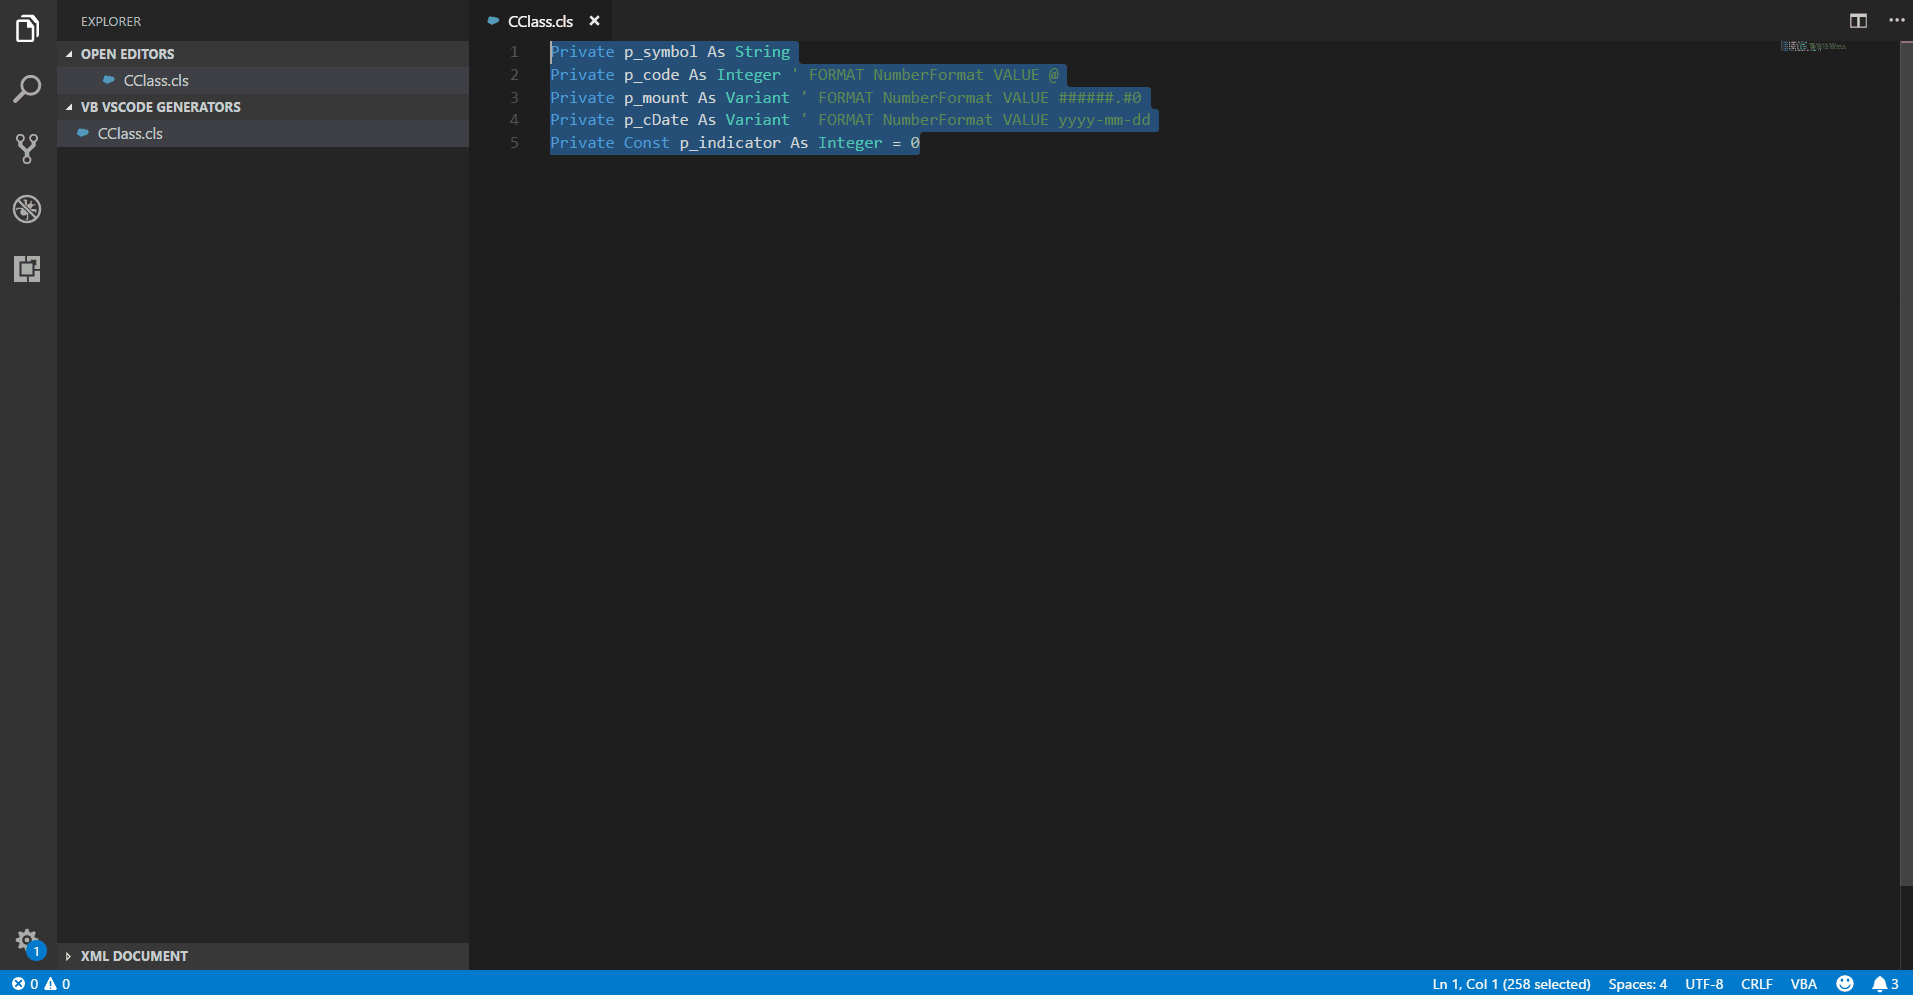 EXPLORER
OPEN EDITORS
CClass.cls
VB VSCODE GENERATORS
CClass.cls
XML DOCUMENT
1
CClass.cls
1 Private p_symbol As String
2 Private p_code As Integer ' FORMAT NumberFormat VALUE @
3 Private p_mount As Variant ' FORMAT NumberFormat VALUE ######.#0
4 Private p_cDate As Variant ' FORMAT NumberFormat VALUE yyyy-mm-dd
5 Private Const p_indicator As Integer = 0
0 0 Ln 1, Col 1 (258 selected) Spaces: 4 UTF-8 CRLF VBA 3